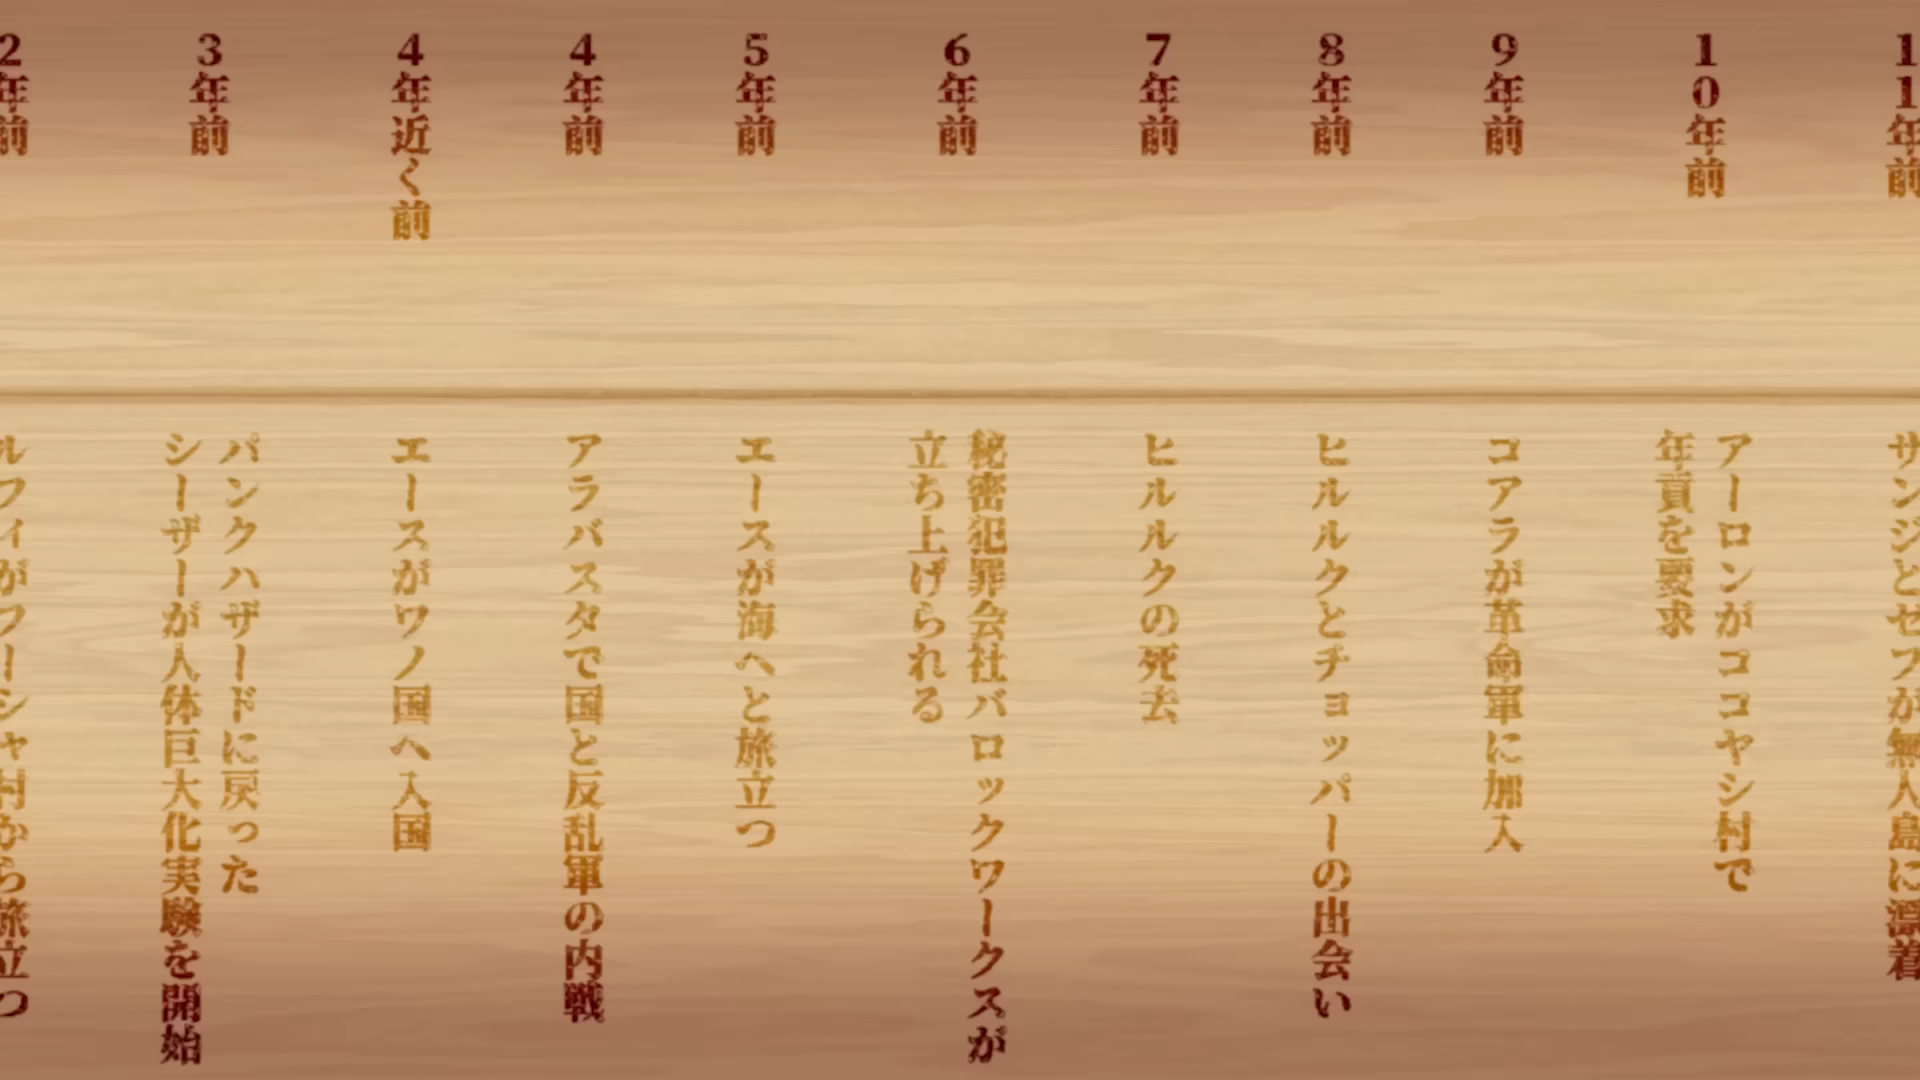 11年前
サンジとゼフが無人島に漂着
10年前
アーロンがココヤシ村で
年貢を要求
9年前
コアラが革命軍に加入
8年前
ヒルルクとチョッパーの出会い
7年前
ヒルルクの死去
6年前
秘密犯罪会社バロックワークスが
立ち上げられる
5年前
エースが海へと旅立つ
4年前
アラバスタで国と反乱軍の内戦
4年近く前
エースがワノ国へ入国
3年前
パンクハザードに戻った
シーザーが人体巨大化実験を開始
2年前
ルフィがフーシャ村から旅立つ